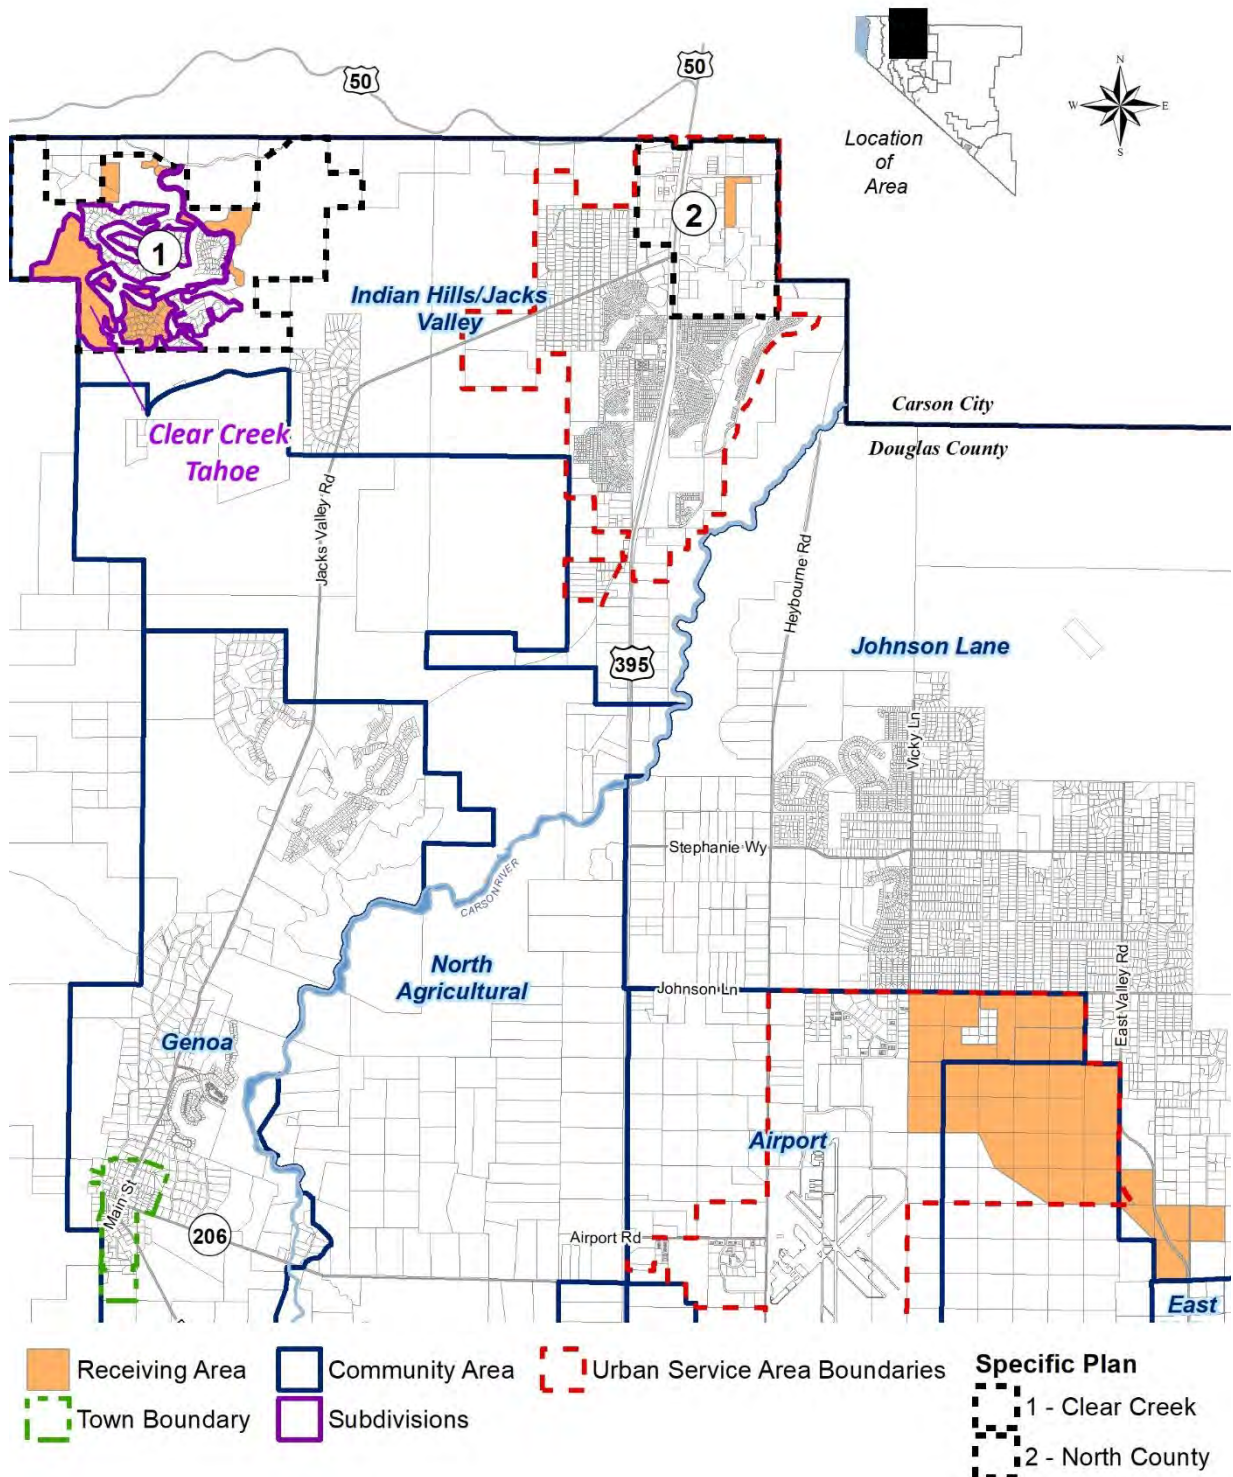 50
50
N
W
E
S
Location
of
Area
1
2
Indian Hills/Jacks
Valley
Carson City
Douglas County
Clear Creek
Tahoe
Jacks Valley Rd
Heybourne Rd
395
Johnson Lane
Vicky Ln
Stephanie Wy
CARSON RIVER
North
Agricultural
Johnson Ln
East Valley Rd
Genoa
Airport
Main St
206
Airport Rd
East
Receiving Area
Community Area
Urban Service Area Boundaries
Town Boundary
Subdivisions
Specific Plan
1 - Clear Creek
2 - North County